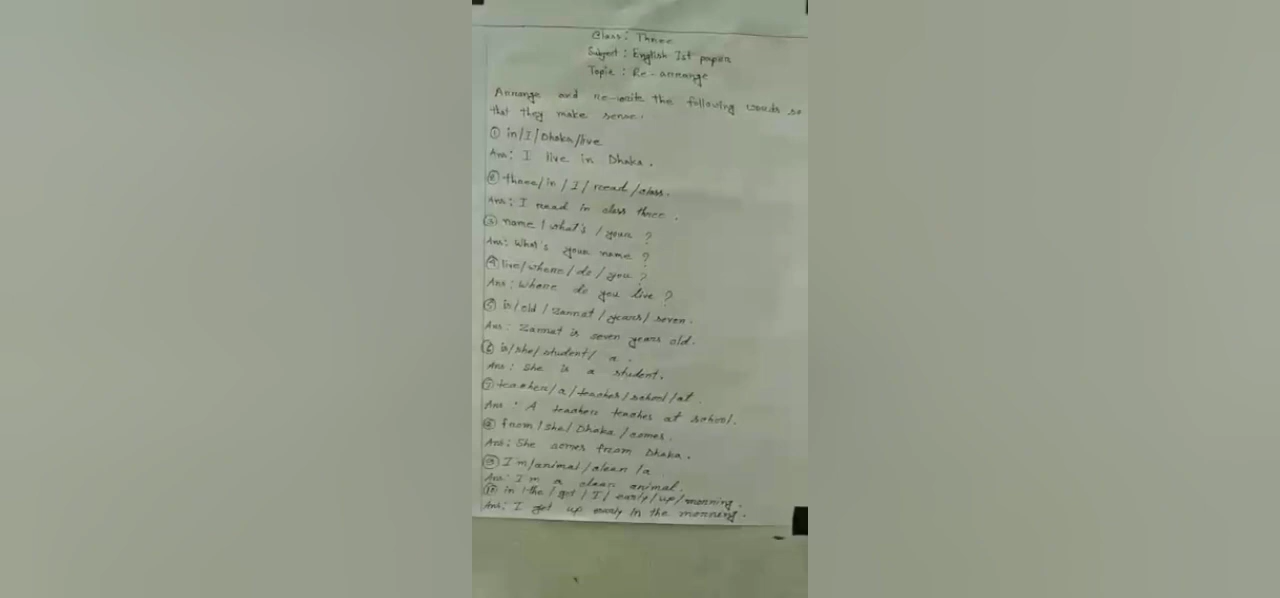 Class: Three
Subject: English 1st paper
Topic: Re-arrange
Arrange and re-write the following words so
that they make sense.
① in/I/Dhaka/live
Ans: I live in Dhaka.
② three/in/I/read/class.
Ans: I read in class three.
③ name/what's/your?
Ans: What's your name?
④ live/where/do/you?
Ans: Where do you live?
⑤ is/old/Zannat/years/seven.
Ans: Zannat is seven years old.
⑥ is/she/student/a.
Ans: She is a student.
⑦ teacher/a/teaches/school/at.
Ans: A teacher teaches at school.
⑧ from/she/Dhaka/comes.
Ans: She comes from Dhaka.
⑨ I'm/animal/clean/a
Ans: I'm a clean animal.
⑩ in the/get/I/early/up/morning.
Ans: I get up early in the morning.